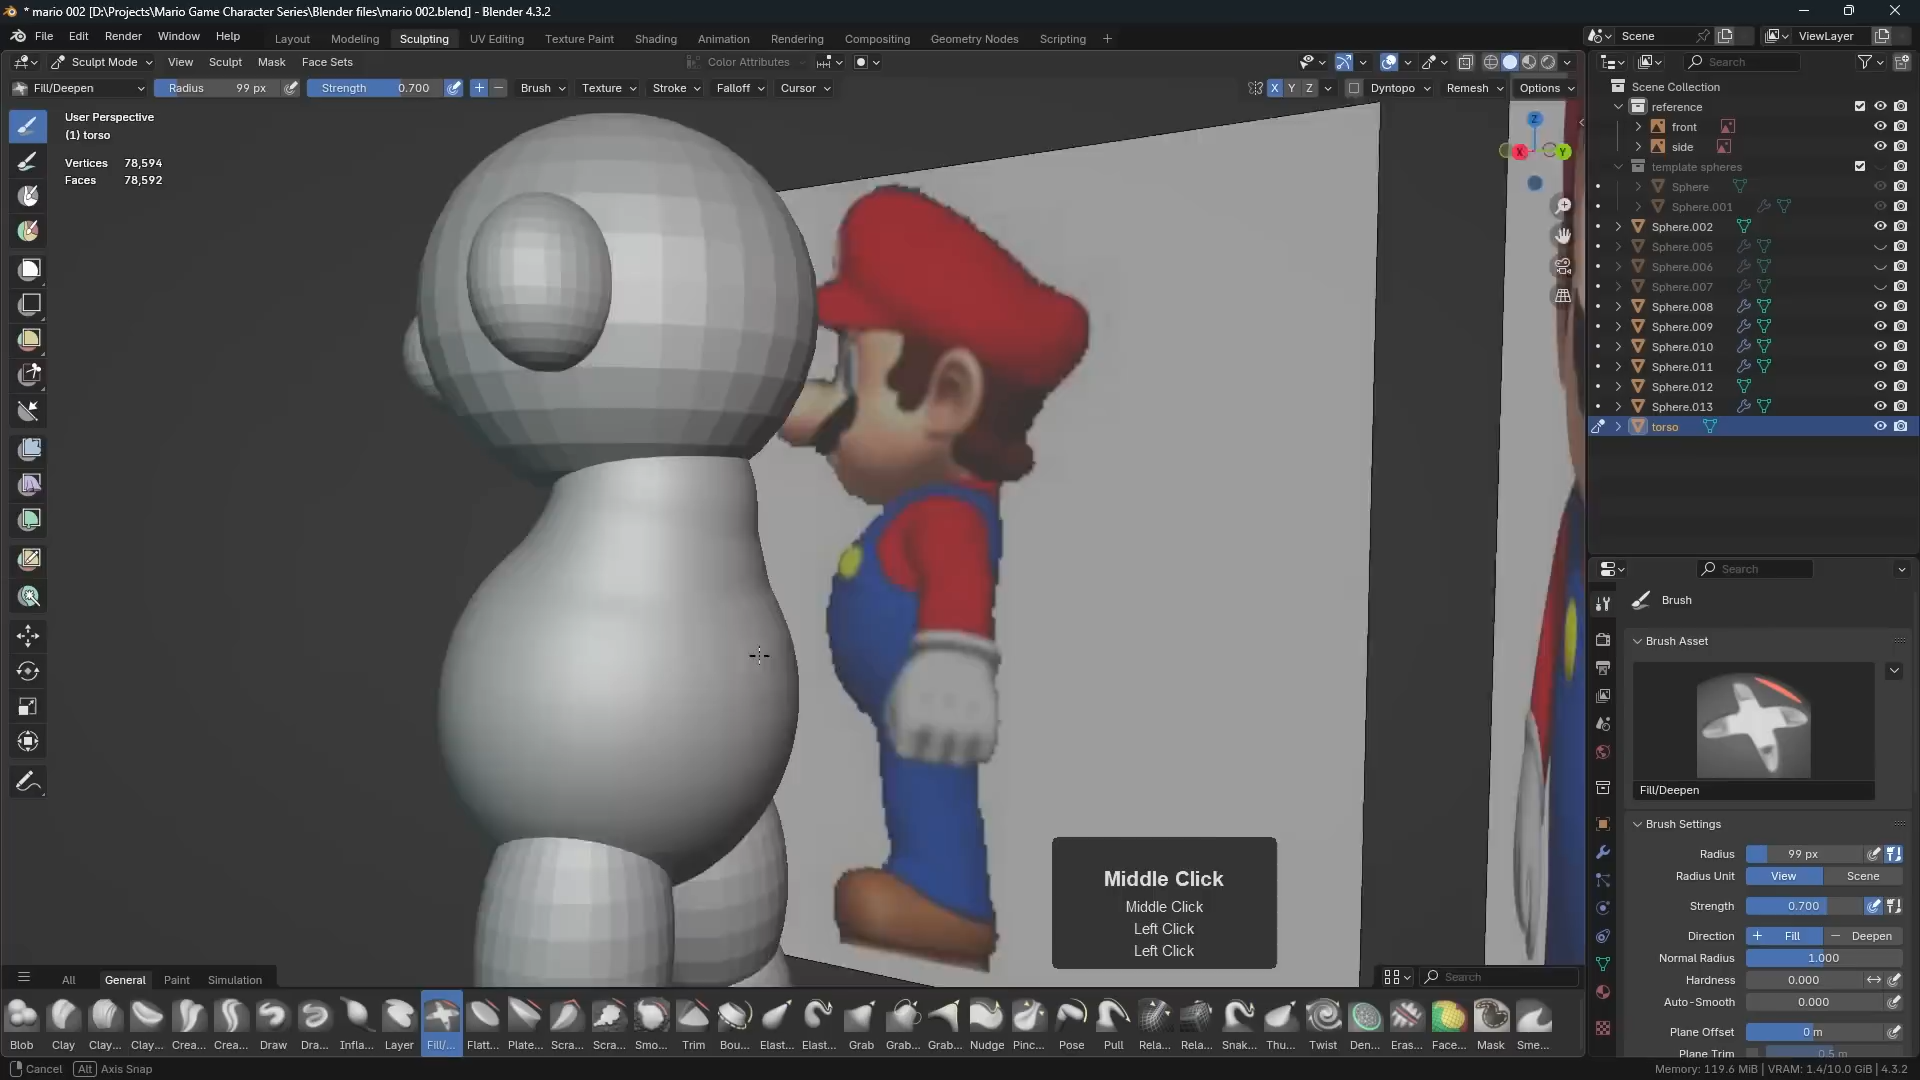 * mario 002 [D:\Projects\Mario Game Character Series\Blender files\mario 002.blend] - Blender 4.3.2
File Edit Render Window Help
Layout Modeling Sculpting UV Editing Texture Paint Shading Animation Rendering Compositing Geometry Nodes Scripting +
Scene
ViewLayer
Sculpt Mode View Sculpt Mask Face Sets
Color Attributes
Search
Fill/Deepen
Radius 99 px
Strength 0.700
+ −
Brush Texture Stroke Falloff Cursor
X Y Z
Dyntopo Remesh Options
User Perspective
(1) torso
Vertices 78,594
Faces 78,592
Z
X
Y
Scene Collection
reference
front
side
template spheres
Sphere
Sphere.001
Sphere.002
Sphere.005
Sphere.006
Sphere.007
Sphere.008
Sphere.009
Sphere.010
Sphere.011
Sphere.012
Sphere.013
torso
Search
Brush
Brush Asset
Fill/Deepen
Brush Settings
Radius 99 px
Radius Unit View Scene
Strength 0.700
Direction + Fill − Deepen
Normal Radius 1.000
Hardness 0.000
Auto-Smooth 0.000
Plane Offset 0 m
Plane Trim 0.5 m
Middle Click
Middle Click
Left Click
Left Click
All General Paint Simulation
Search
Blob Clay Clay... Clay... Crea... Crea... Draw Dra... Infla... Layer Fill/... Flatt... Plate... Scra... Scra... Smo... Trim Bou... Elast... Elast... Grab Grab... Grab... Nudge Pinc... Pose Pull Rela... Rela... Snak... Thu... Twist Den... Eras... Face... Mask Sme...
Cancel Alt Axis Snap
Memory: 119.6 MiB | VRAM: 1.4/10.0 GiB | 4.3.2